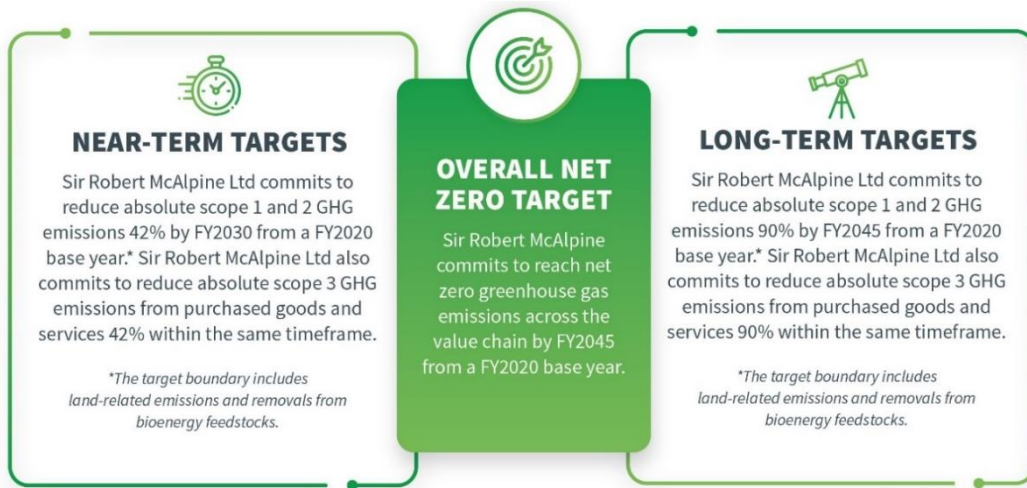 NEAR-TERM TARGETS
Sir Robert McAlpine Ltd commits to
reduce absolute scope 1 and 2 GHG
emissions 42% by FY2030 from a FY2020
base year.* Sir Robert McAlpine Ltd also
commits to reduce absolute scope 3 GHG
emissions from purchased goods and
services 42% within the same timeframe.
*The target boundary includes
land-related emissions and removals from
bioenergy feedstocks.
OVERALL NET
ZERO TARGET
Sir Robert McAlpine
commits to reach net
zero greenhouse gas
emissions across the
value chain by FY2045
from a FY2020 base year.
LONG-TERM TARGETS
Sir Robert McAlpine Ltd commits to
reduce absolute scope 1 and 2 GHG
emissions 90% by FY2045 from a FY2020
base year.* Sir Robert McAlpine Ltd also
commits to reduce absolute scope 3 GHG
emissions from purchased goods and
services 90% within the same timeframe.
*The target boundary includes
land-related emissions and removals from
bioenergy feedstocks.